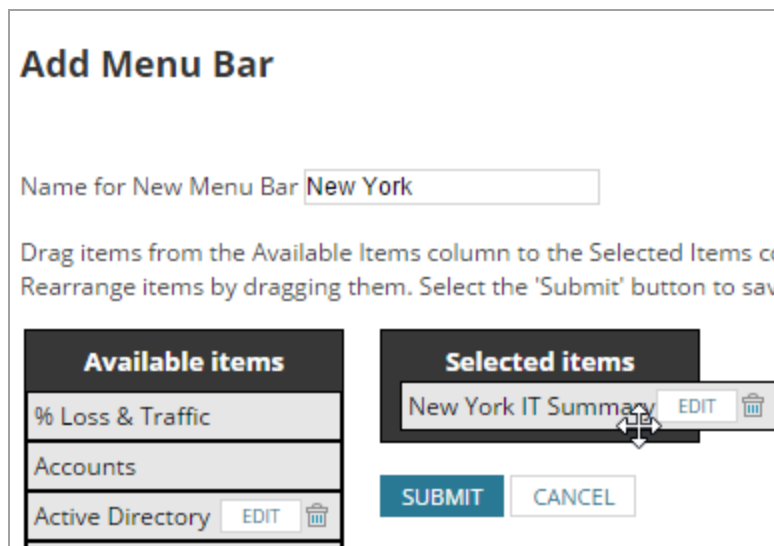 Add Menu Bar
Name for New Menu Bar New York
Drag items from the Available Items column to the Selected Items
Rearrange items by dragging them. Select the 'Submit' button to
Available items
% Loss & Traffic
Accounts
Active Directory EDIT
Selected items
New York IT Summary EDIT
SUBMIT CANCEL